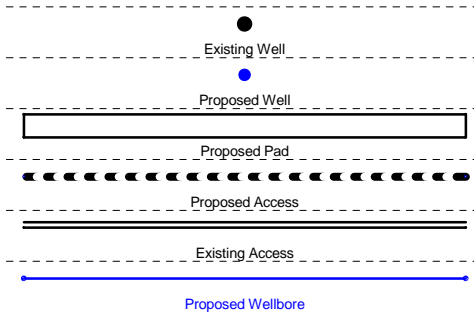 Existing Well
Proposed Well
Proposed Pad
Proposed Access
Existing Access
Proposed Wellbore